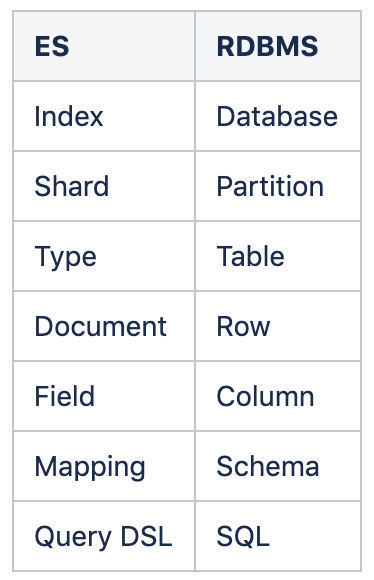 ES RDBMS
Index Database
Shard Partition
Type Table
Document Row
Field Column
Mapping Schema
Query DSL SQL